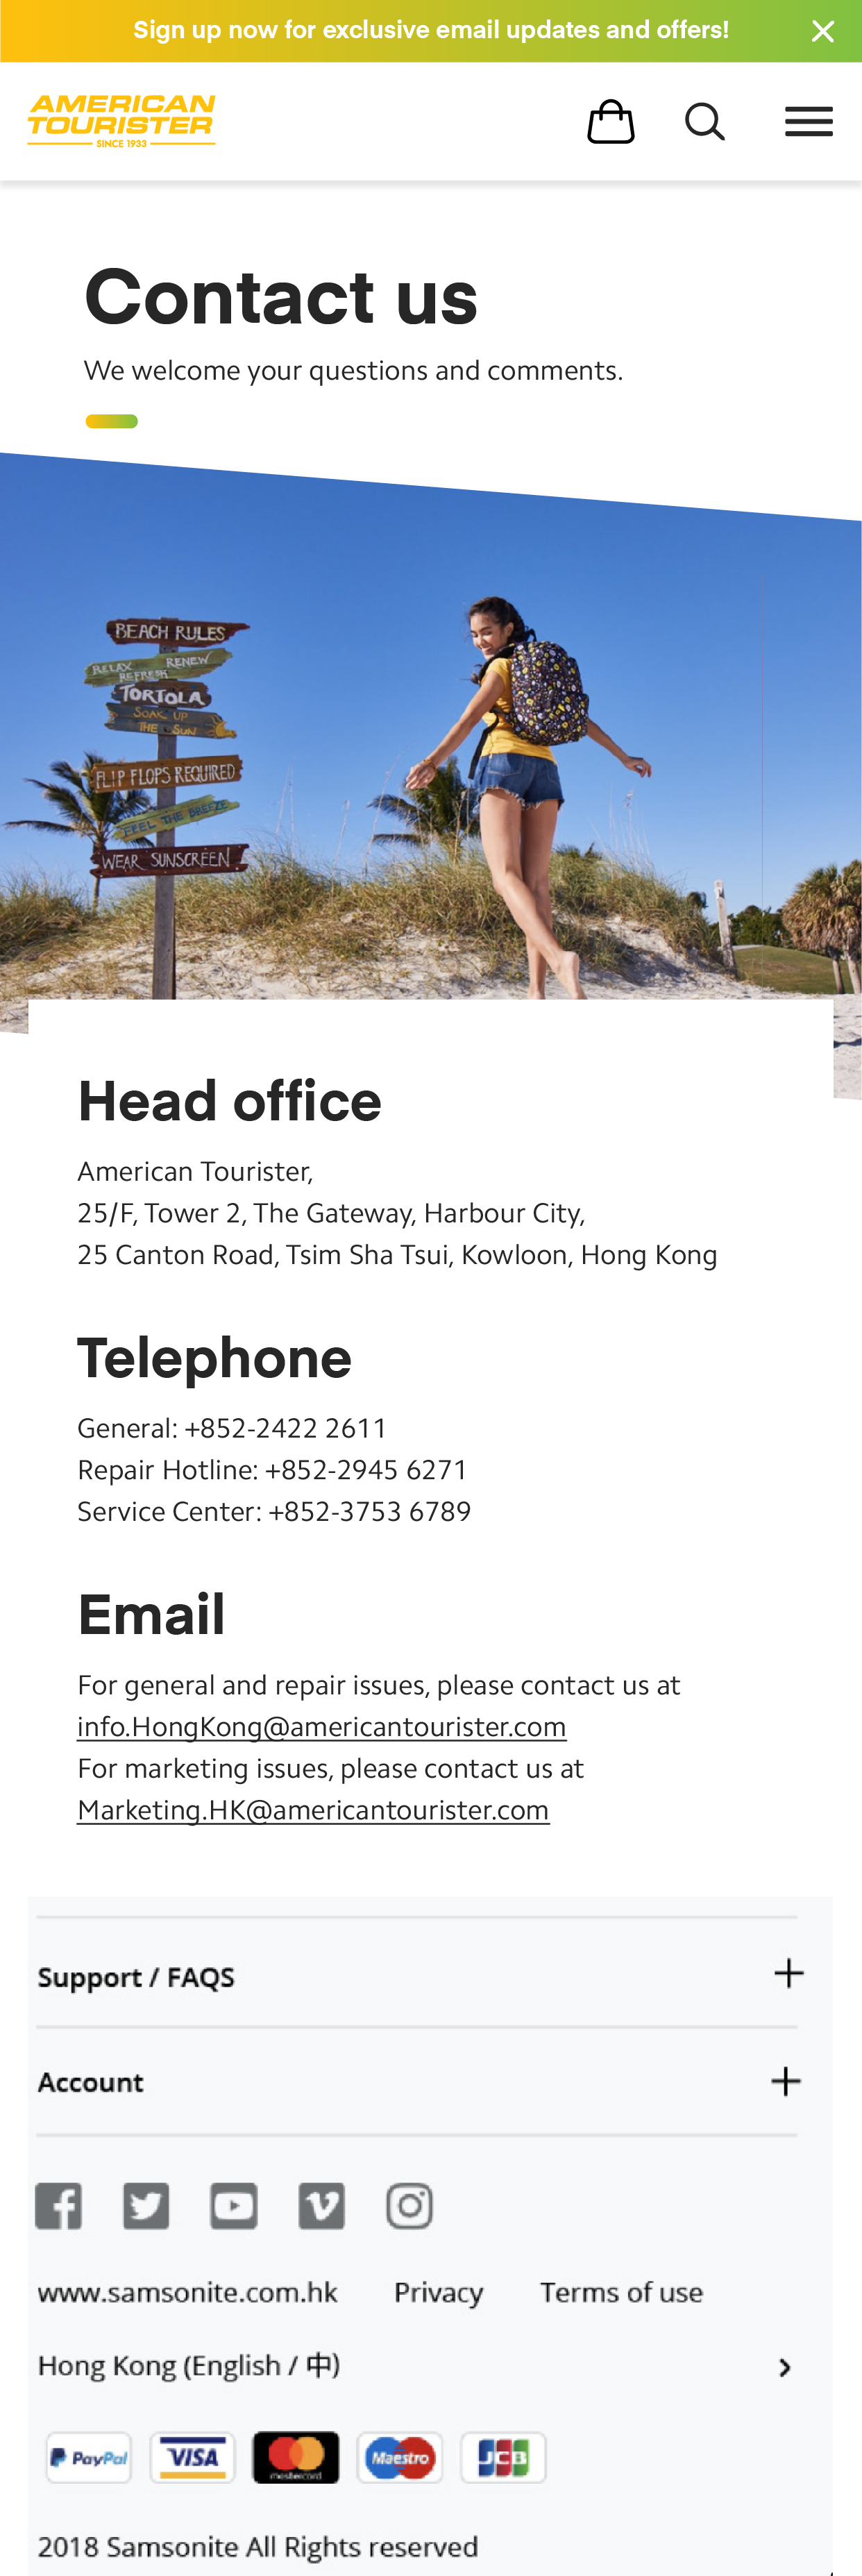 Sign up now for exclusive email updates and offers!
AMERICAN
TOURISTER
SINCE 1933
Contact us
We welcome your questions and comments.
BEACH RULES
RELAX RENEW
REFRESH
TORTOLA
SOAK UP
THE SUN
FLIP FLOPS REQUIRED
FEEL THE BREEZE
WEAR SUNSCREEN
Head office
American Tourister,
25/F, Tower 2, The Gateway, Harbour City,
25 Canton Road, Tsim Sha Tsui, Kowloon, Hong Kong
Telephone
General: +852-2422 2611
Repair Hotline: +852-2945 6271
Service Center: +852-3753 6789
Email
For general and repair issues, please contact us at
info.HongKong@americantourister.com
For marketing issues, please contact us at
Marketing.HK@americantourister.com
Support / FAQS
Account
www.samsonite.com.hk Privacy Terms of use
Hong Kong (English / 中)
PayPal VISA mastercard Maestro JCB
2018 Samsonite All Rights reserved